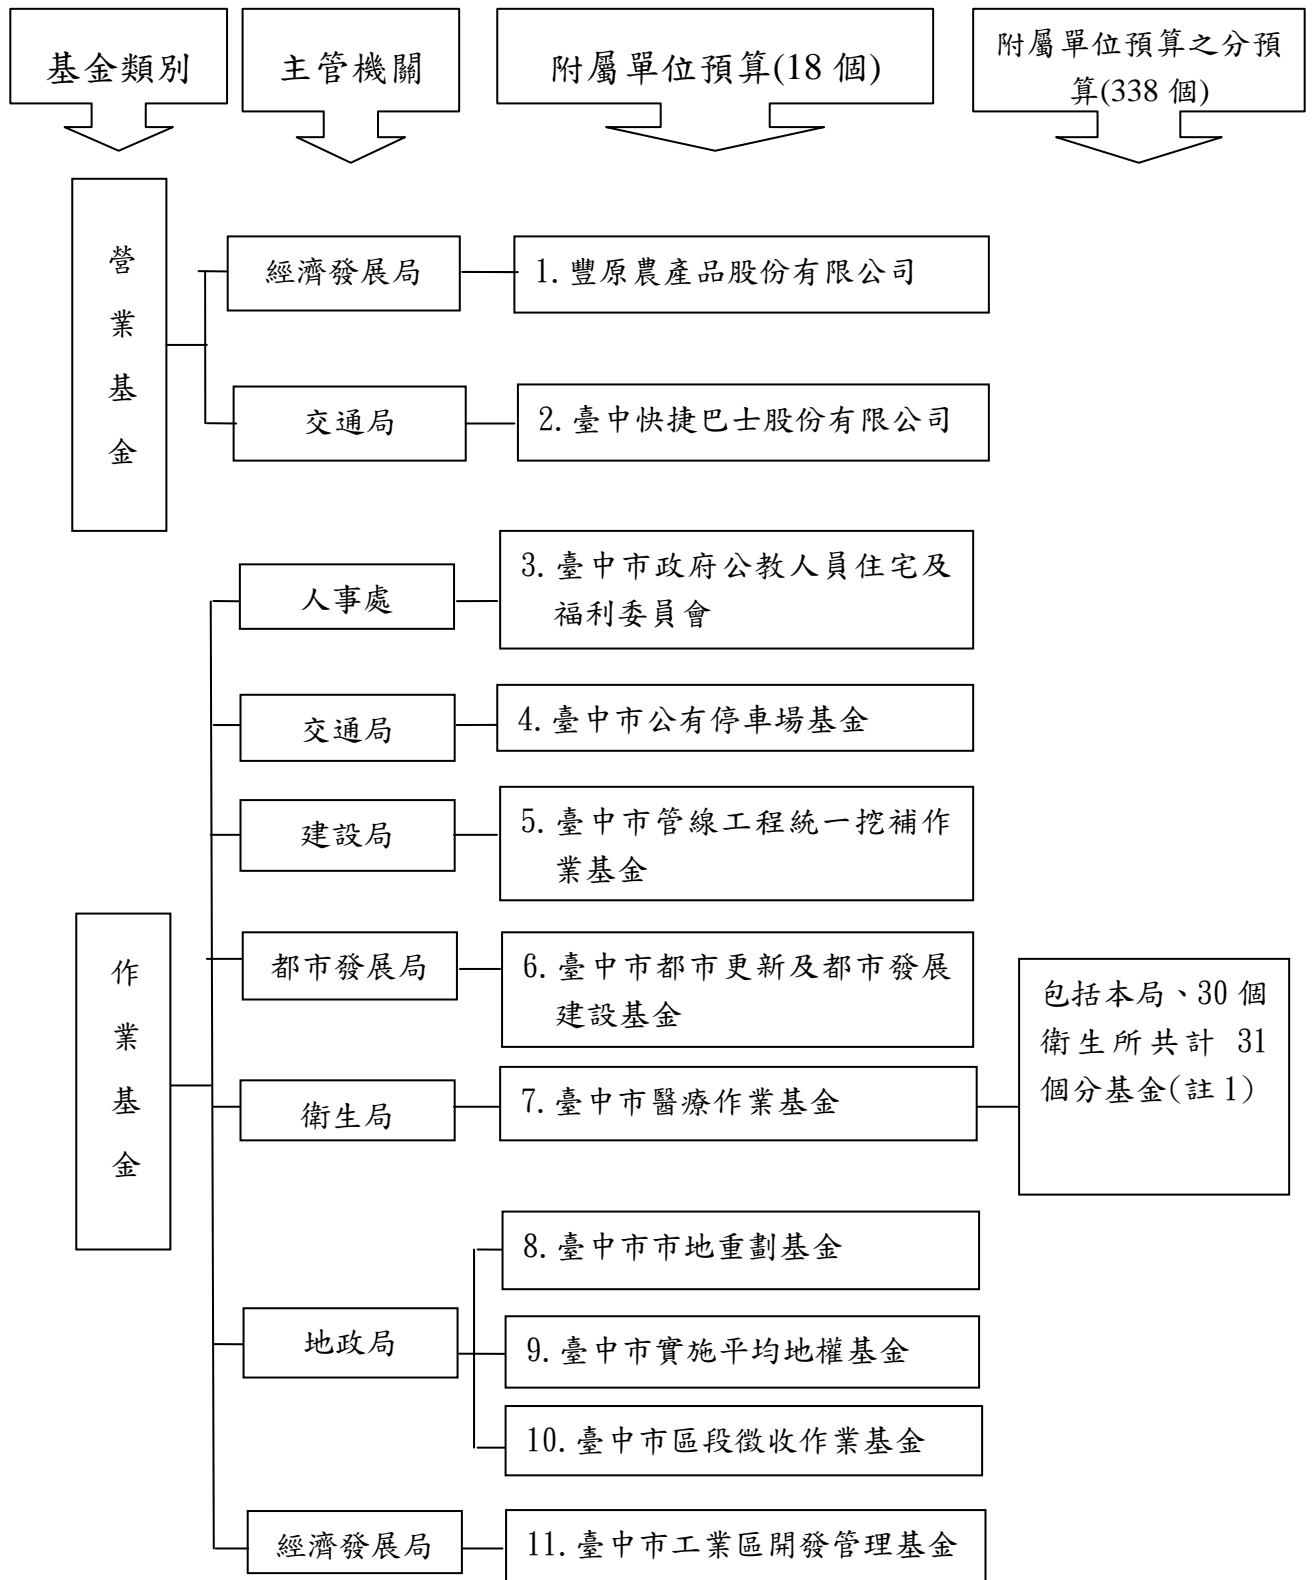 基金類別
主管機關
附屬單位預算(18個)
附屬單位預算之分預
算(338個)
營
業
基
金
經濟發展局
1.豐原農產品股份有限公司
交通局
2.臺中快捷巴士股份有限公司
作
業
基
金
人事處
3.臺中市政府公教人員住宅及
福利委員會
交通局
4.臺中市公有停車場基金
建設局
5.臺中市管線工程統一挖補作
業基金
都市發展局
6.臺中市都市更新及都市發展
建設基金
衛生局
7.臺中市醫療作業基金
包括本局、30個
衛生所共計 31
個分基金(註1)
地政局
8.臺中市市地重劃基金
9.臺中市實施平均地權基金
10.臺中市區段徵收作業基金
經濟發展局
11.臺中市工業區開發管理基金